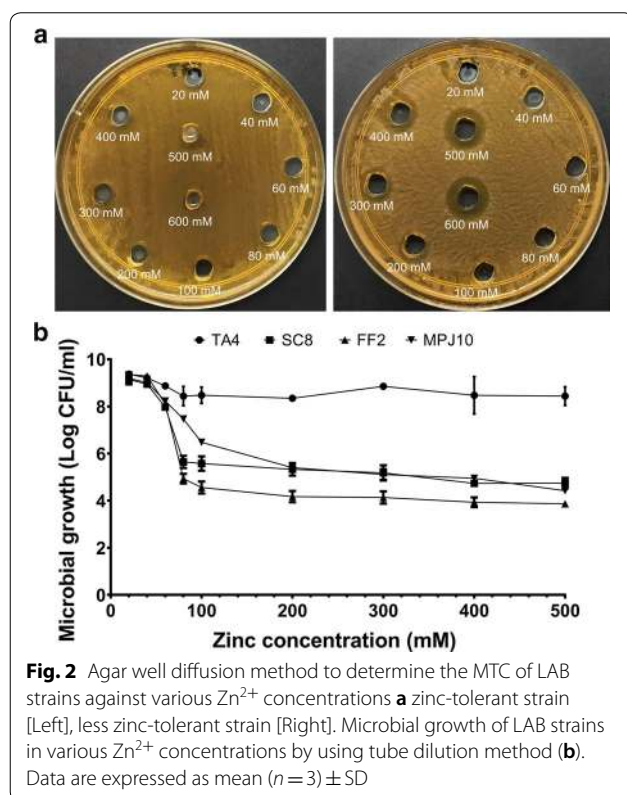 a
20 mM
40 mM
60 mM
80 mM
100 mM
200 mM
300 mM
400 mM
500 mM
600 mM
20 mM
40 mM
60 mM
80 mM
100 mM
200 mM
300 mM
400 mM
500 mM
600 mM
b
TA4 SC8 FF2 MPJ10
Microbial growth (Log CFU/ml)
10
8
6
4
2
0
0 100 200 300 400 500
Zinc concentration (mM)
Fig. 2 Agar well diffusion method to determine the MTC of LAB
strains against various Zn²⁺ concentrations a zinc-tolerant strain
[Left], less zinc-tolerant strain [Right]. Microbial growth of LAB strains
in various Zn²⁺ concentrations by using tube dilution method (b).
Data are expressed as mean (n = 3) ± SD